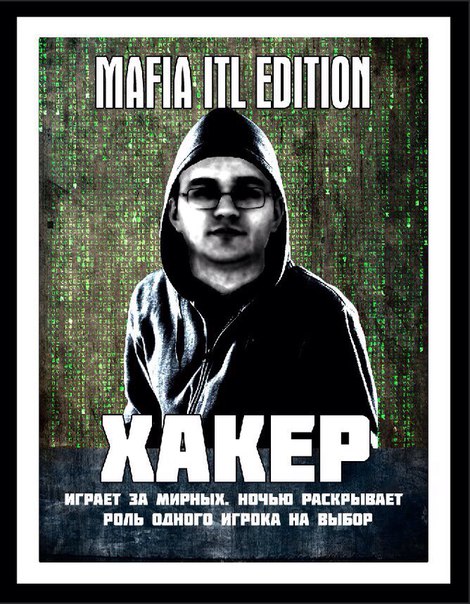 MAFIA ITL EDITION
ХАКЕР
ИГРАЕТ ЗА МИРНЫХ. НОЧЬЮ РАСКРЫВАЕТ
РОЛЬ ОДНОГО ИГРОКА НА ВЫБОР